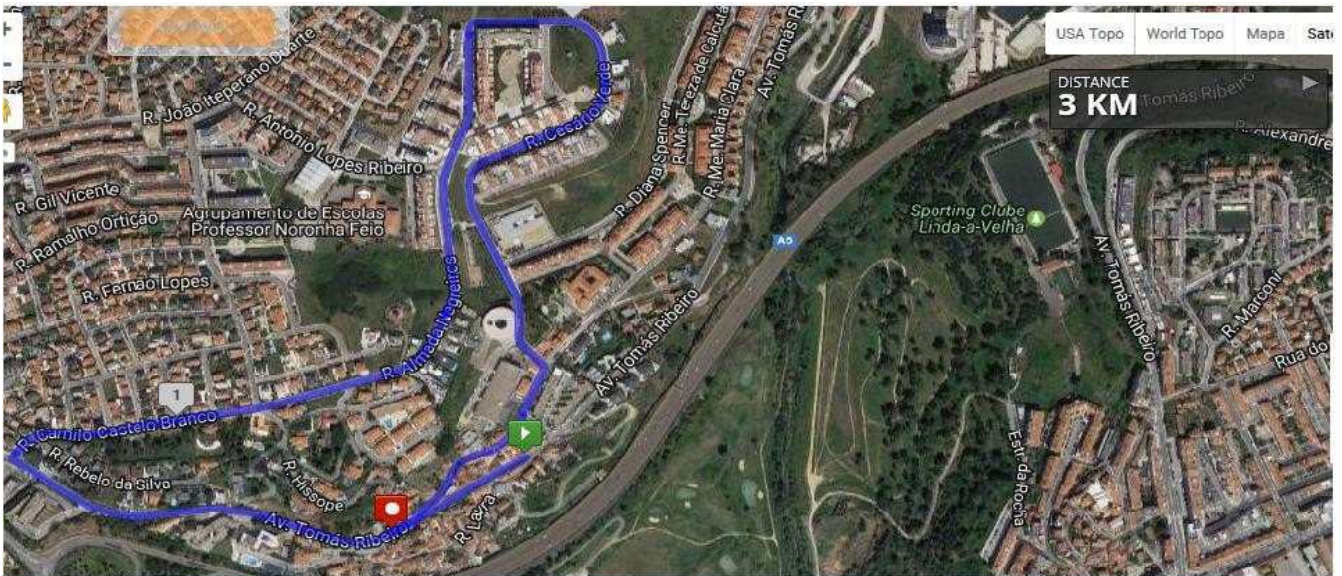 USA Topo
World Topo
Mapa
DISTANCE
3 KM
Tomás Ribeiro
R. Alexandre
R. João Iteperano Duarte
R. António Lopes Ribeiro
R. Gil Vicente
R. Ramalho Ortigão
Agrupamento de Escolas
Professor Noronha Feio
R. Fernão Lopes
R. Cesário Verde
R. Me. Tereza de Calcutá
R. Me. Maria Clara
Av. Tomás R
R. Diana Spencer
A5
Sporting Clube
Linda-a-Velha
Av. Tomás Ribeiro
R. Marconi
Rua do
R. Almada Negreiros
Av. Tomás Ribeiro
1
R. Camilo Castelo Branco
R. Rebelo da Silva
R. Hissope
Av. Tomás Ribeiro
R. Lavra
Estr. da Rocha